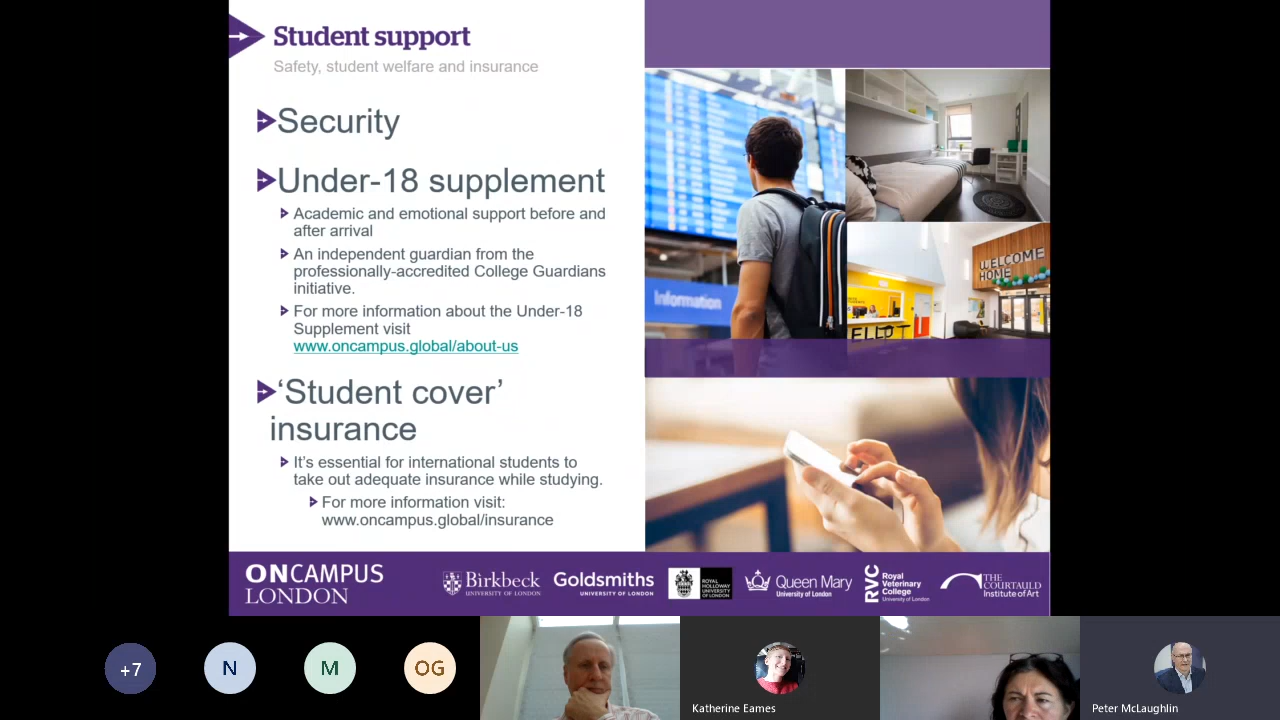 Student support
Safety, student welfare and insurance
Security
Under-18 supplement
Academic and emotional support before and
after arrival
An independent guardian from the
professionally-accredited College Guardians
initiative.
For more information about the Under-18
Supplement visit
www.oncampus.global/about-us
‘Student cover’
insurance
It’s essential for international students to
take out adequate insurance while studying.
For more information visit:
www.oncampus.global/insurance
Information
WELCOME
HOME
ONCAMPUS
LONDON
Birkbeck
UNIVERSITY OF LONDON
Goldsmiths
UNIVERSITY OF LONDON
ROYAL
HOLLOWAY
UNIVERSITY
OF LONDON
Queen Mary
University of London
RVC
Royal
Veterinary
College
University of London
THE
COURTAULD
Institute of Art
+7
N
M
OG
Katherine Eames
Peter McLaughlin